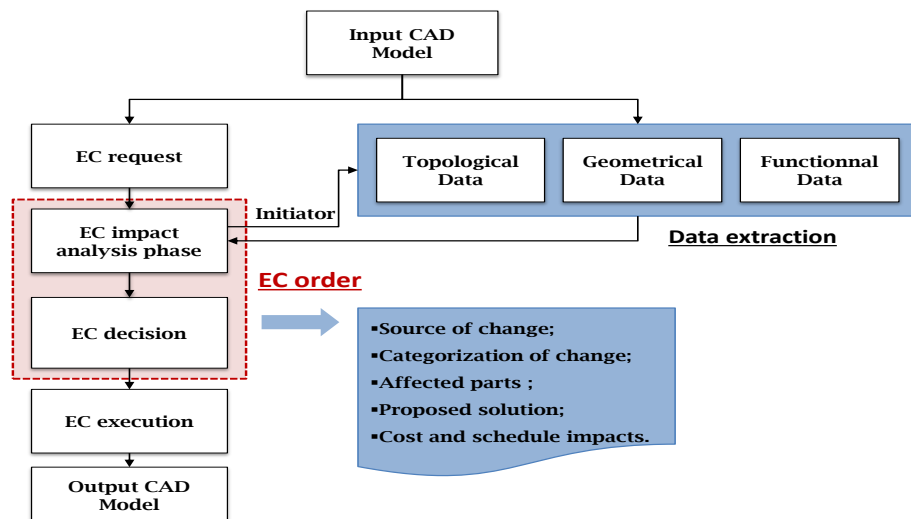 Input CAD
Model
EC request
Topological
Data
Geometrical
Data
Functionnal
Data
Initiator
EC impact
analysis phase
Data extraction
EC order
EC decision
▪Source of change;
▪Categorization of change;
▪Affected parts ;
▪Proposed solution;
▪Cost and schedule impacts.
EC execution
Output CAD
Model